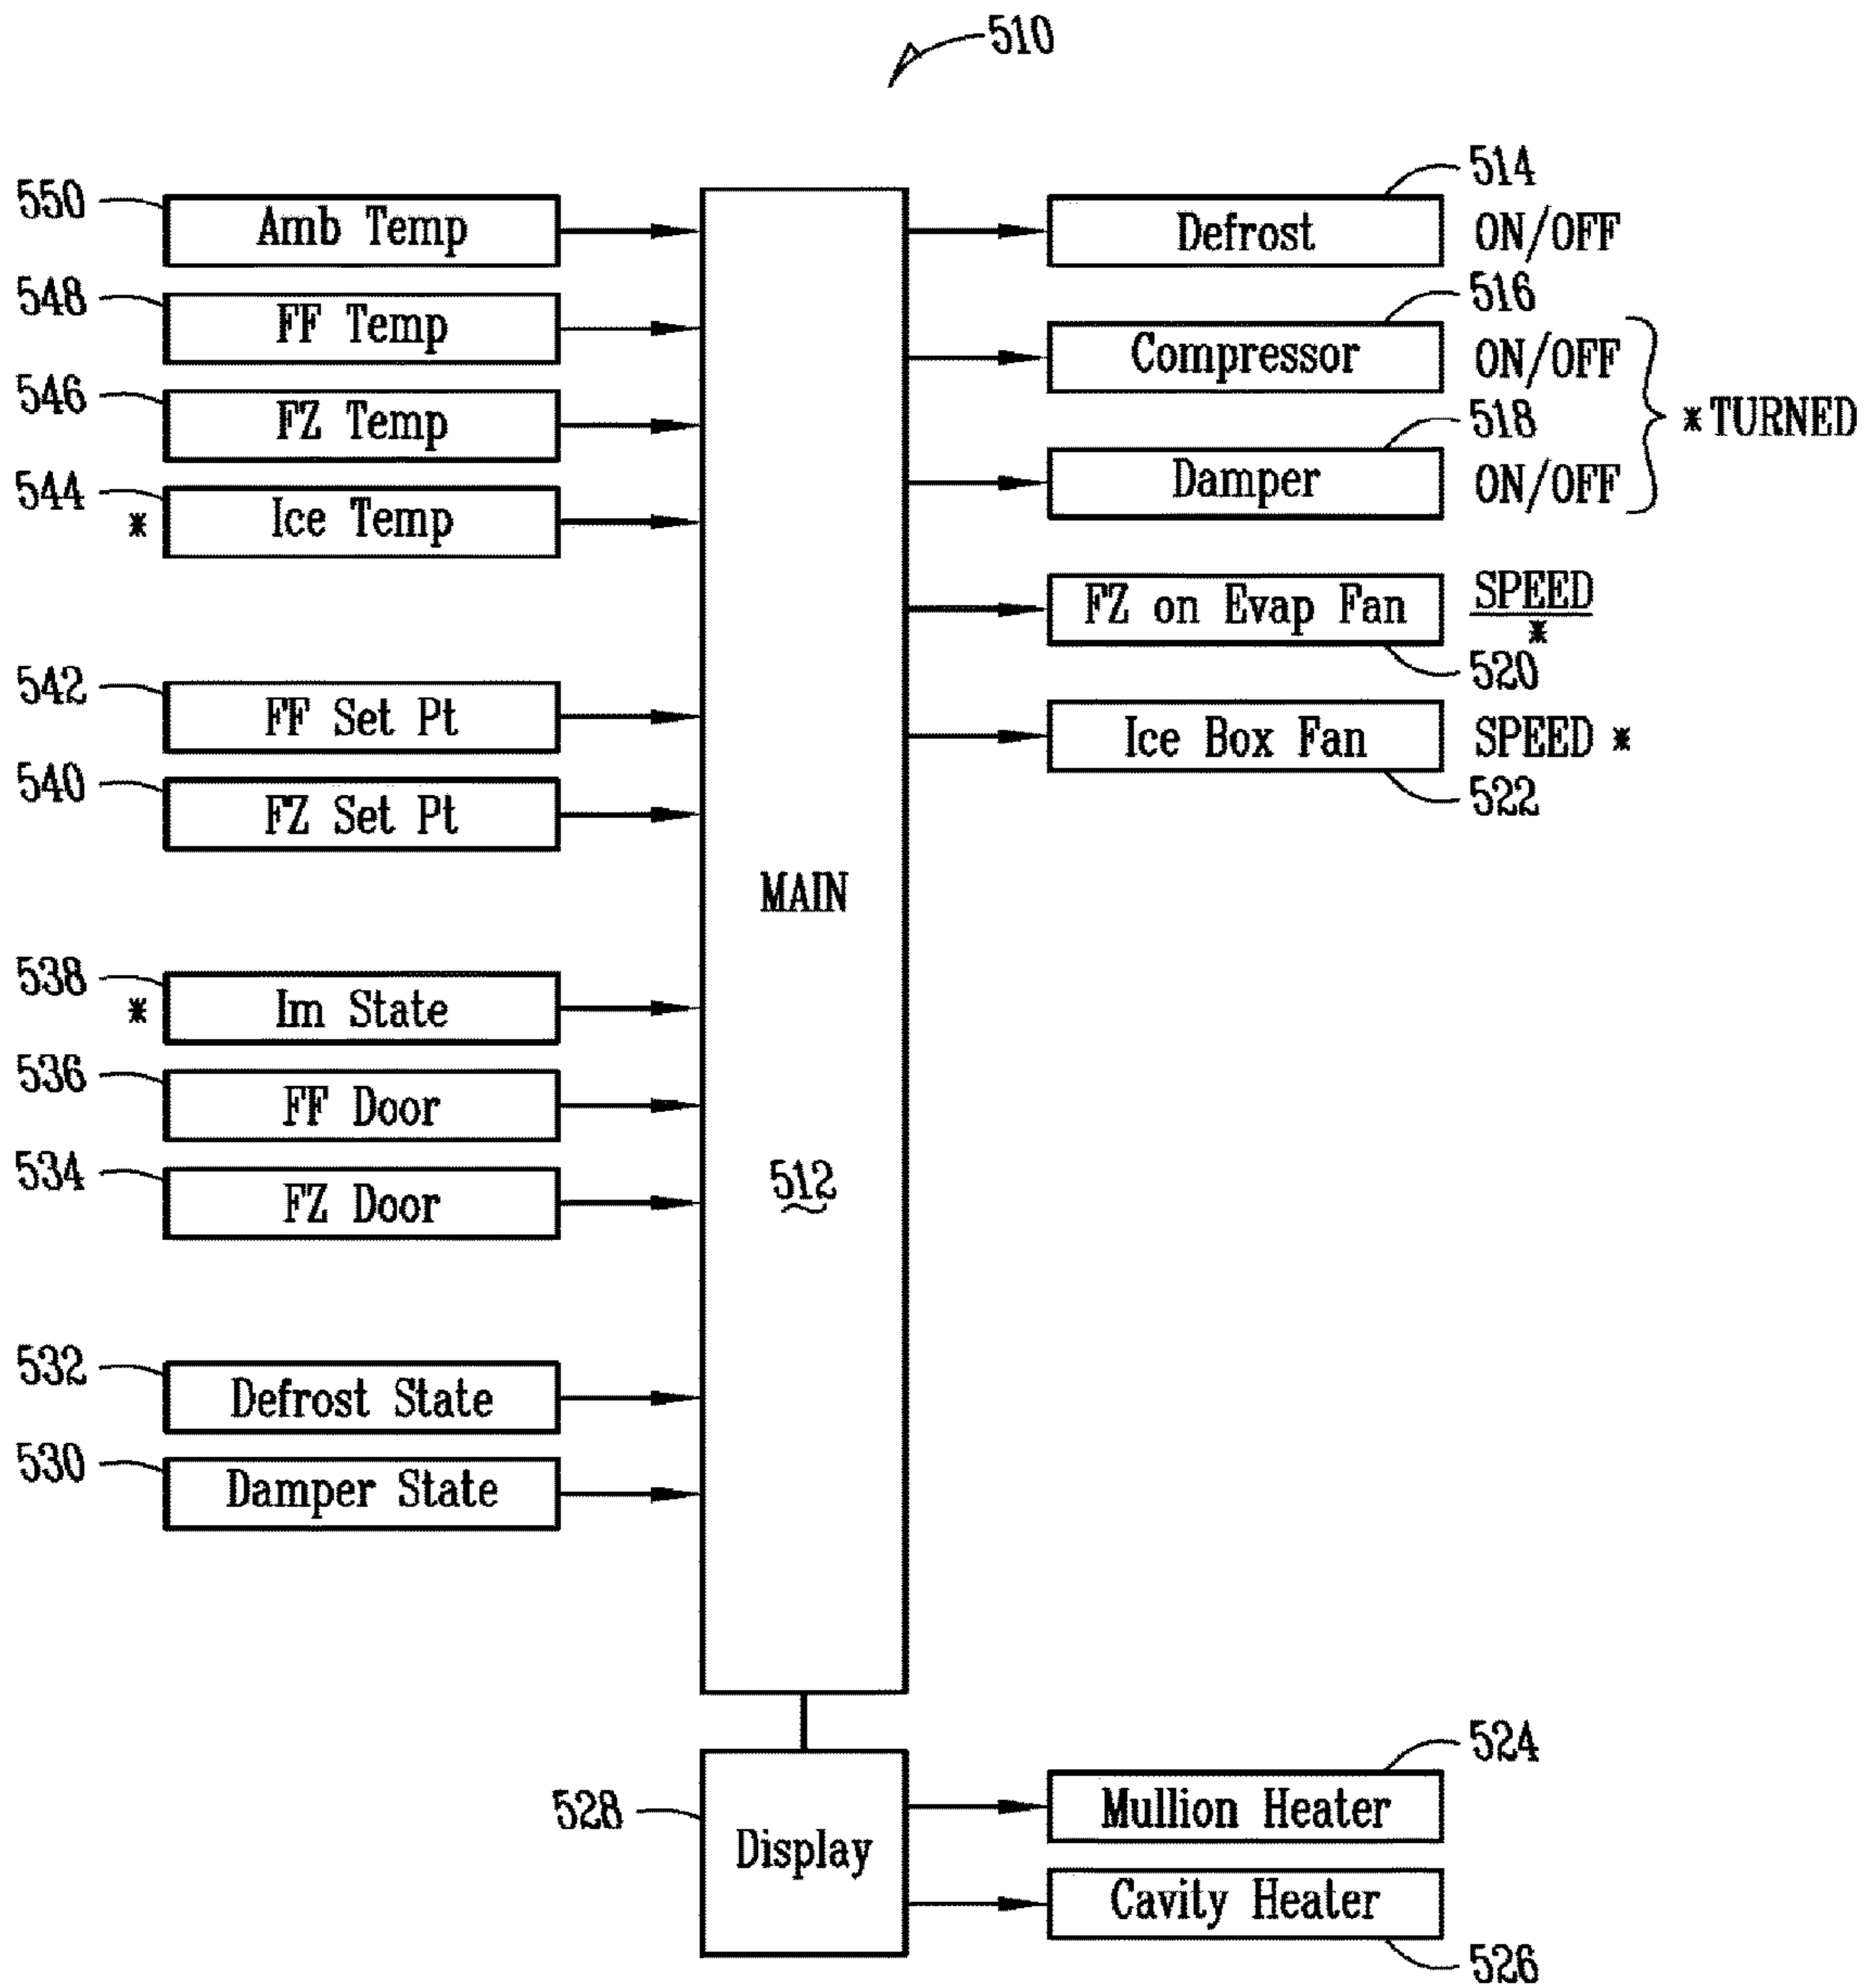 510
550
Amb Temp
548
FF Temp
546
FZ Temp
544
* Ice Temp
542
FF Set Pt
540
FZ Set Pt
538
* Im State
536
FF Door
534
FZ Door
532
Defrost State
530
Damper State
MAIN
512
514
Defrost ON/OFF
516
Compressor ON/OFF
* TURNED
518
Damper ON/OFF
FZ on Evap Fan SPEED
*
520
Ice Box Fan SPEED *
522
528
Display
524
Mullion Heater
Cavity Heater
526